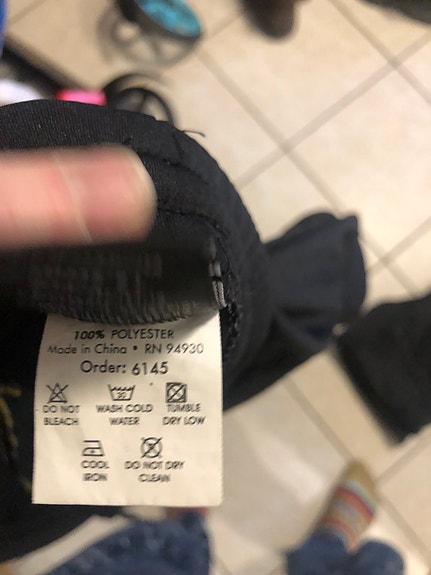 100% POLYESTER
Made in China • RN 94930
Order: 6145
DO NOT BLEACH
30
WASH COLD WATER
TUMBLE DRY LOW
COOL IRON
DO NOT DRY CLEAN